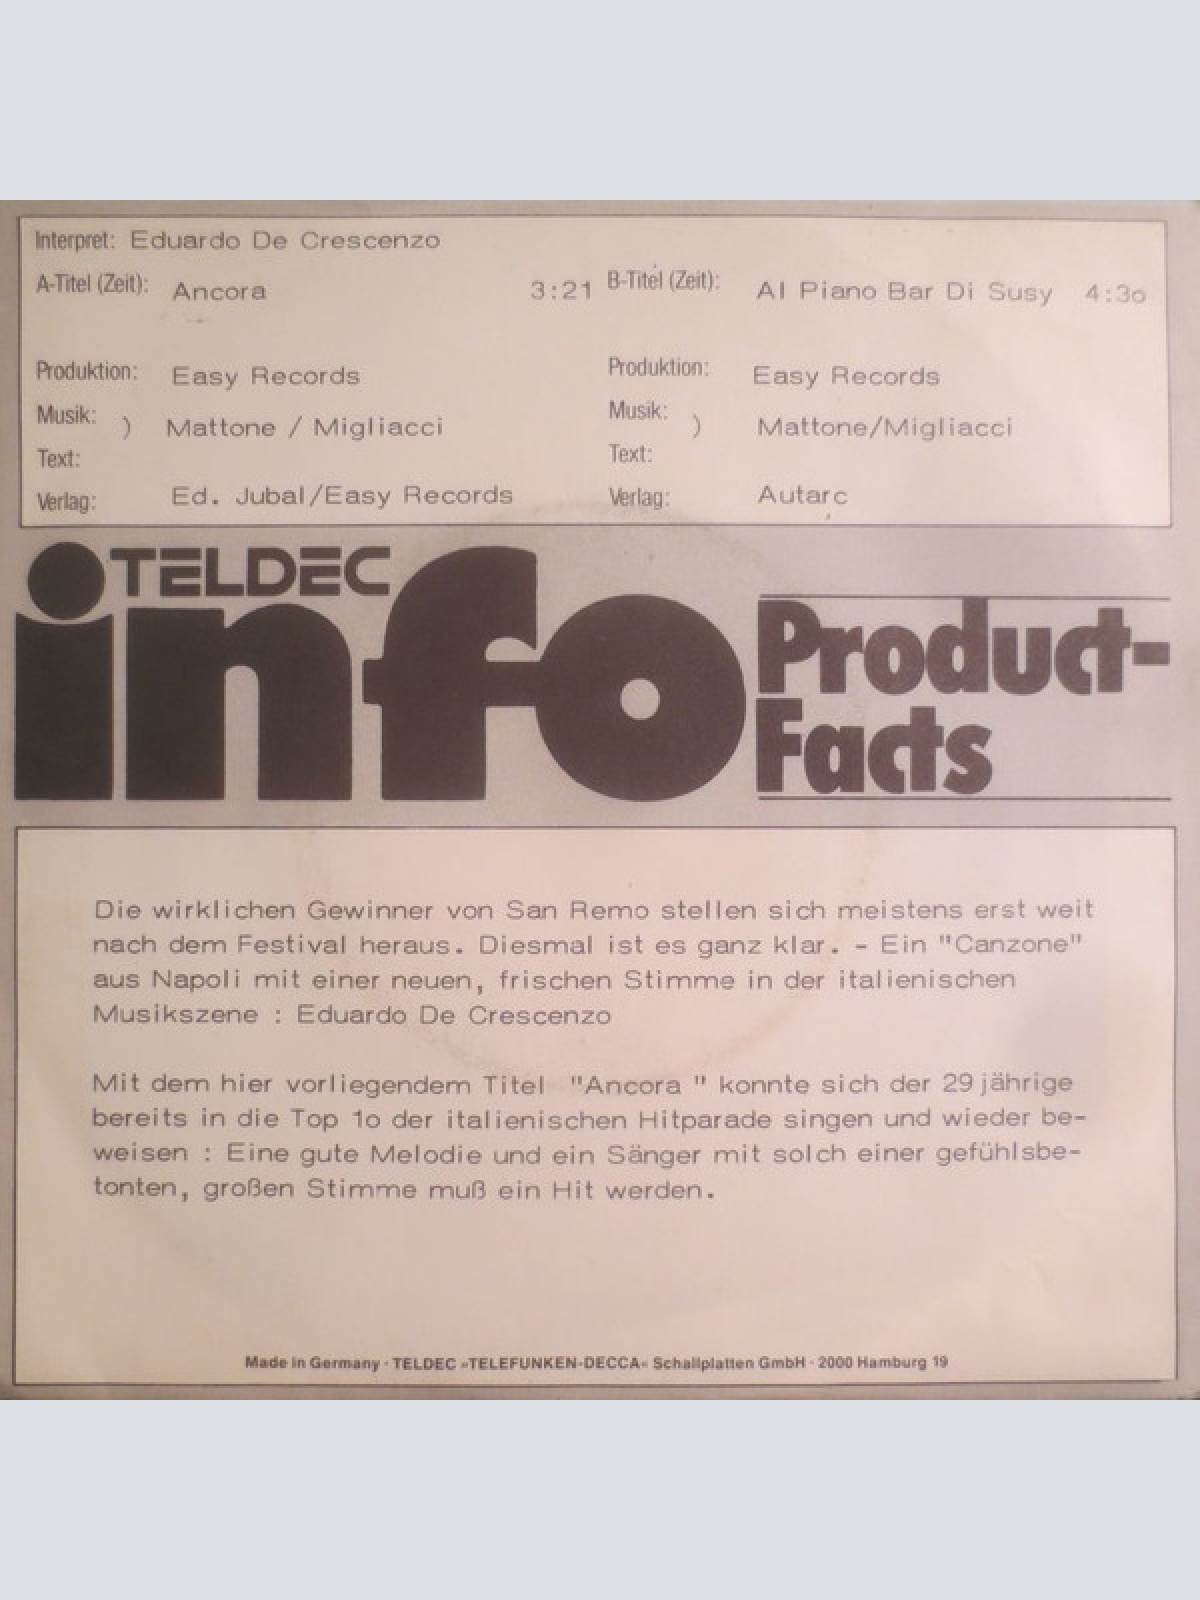 Interpret: Eduardo De Crescenzo
A-Titel (Zeit): Ancora 3:21 B-Titel (Zeit): Al Piano Bar Di Susy 4:3o
Produktion: Easy Records Produktion: Easy Records
Musik: ) Mattone / Migliacci Musik: ) Mattone/Migliacci
Text: Text:
Verlag: Ed. Jubal/Easy Records Verlag: Autarc
TELDEC
info
Product-
Facts
Die wirklichen Gewinner von San Remo stellen sich meistens erst weit
nach dem Festival heraus. Diesmal ist es ganz klar. - Ein "Canzone"
aus Napoli mit einer neuen, frischen Stimme in der italienischen
Musikszene : Eduardo De Crescenzo
Mit dem hier vorliegendem Titel "Ancora " konnte sich der 29jährige
bereits in die Top 1o der italienischen Hitparade singen und wieder be-
weisen : Eine gute Melodie und ein Sänger mit solch einer gefühlsbe-
tonten, großen Stimme muß ein Hit werden.
Made in Germany · TELDEC »TELEFUNKEN-DECCA« Schallplatten GmbH · 2000 Hamburg 19